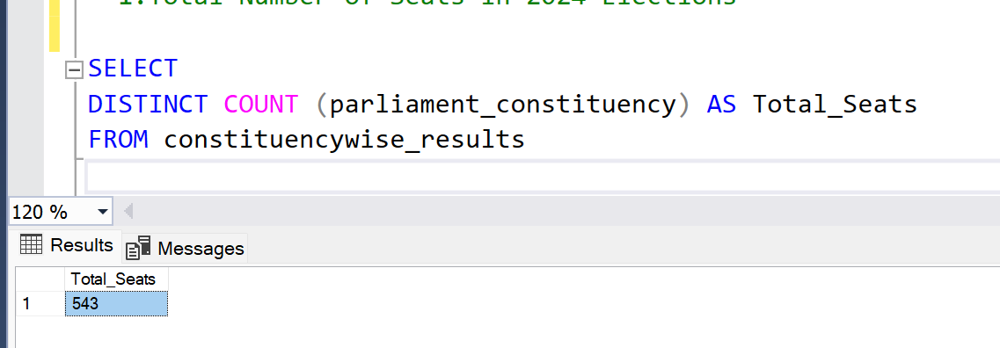 1.Total Number Of Seats in 2024 Elections
SELECT
DISTINCT COUNT (parliament_constituency) AS Total_Seats
FROM constituencywise_results
120 %
Results Messages
Total_Seats
1 543